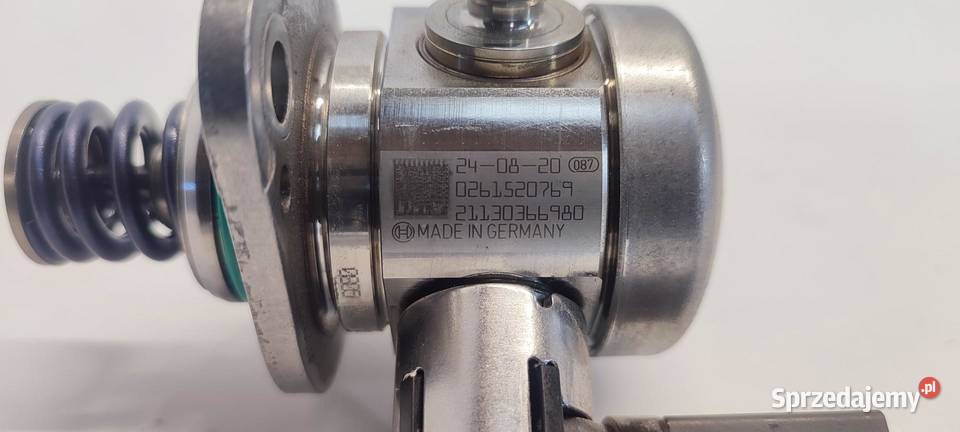 24-08-20 087
0261520769
21130366980
MADE IN GERMANY
Sprzedajemy.pl